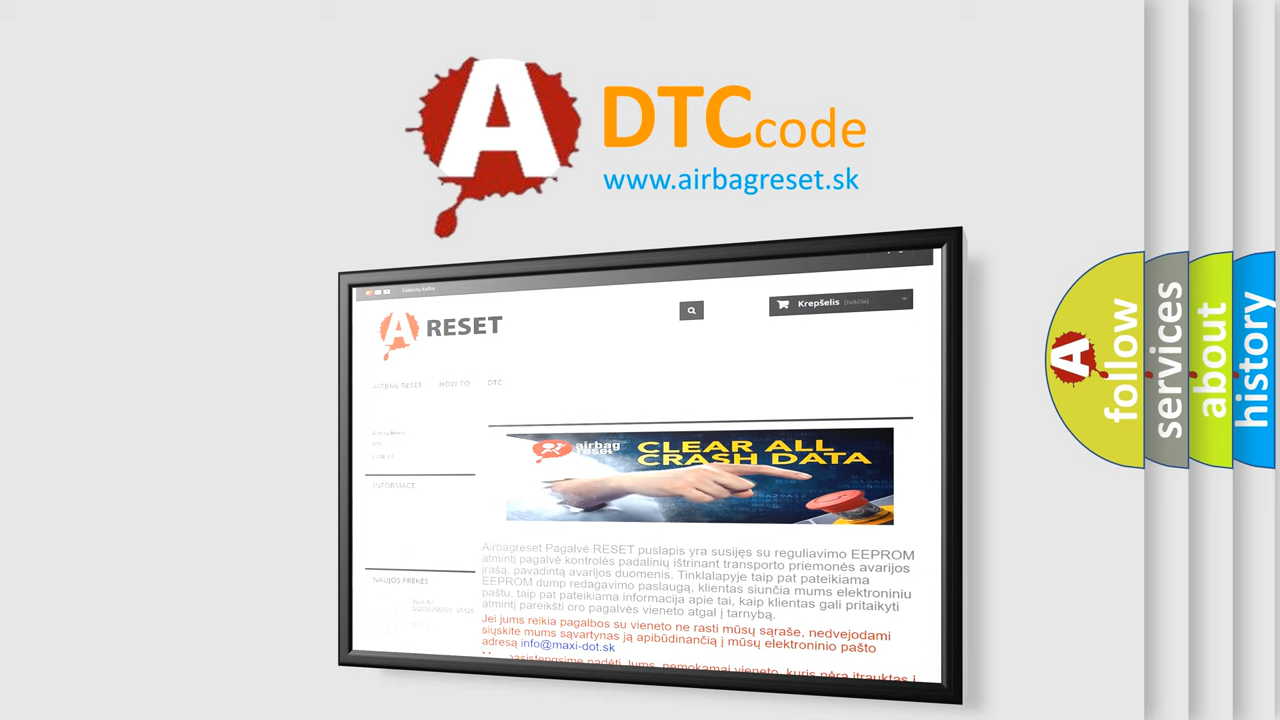 A
DTCcode
www.airbagreset.sk
Lietuvių kalba
A RESET
Krepšelis (tuščia)
AIRBAG RESET HOW TO DTC
INFORMACE
airbag
reset
CLEAR ALL
CRASH DATA
Airbagreset Pagalvė RESET puslapis yra susijęs su reguliavimo EEPROM
atmintį pagalvė kontrolės padalinių ištrinant transporto priemonės avarijos
įrašą, pavadintą avarijos duomenis. Tinklalapyje taip pat pateikiama
EEPROM dump redagavimo paslaugą, klientas siunčia mums elektroniniu
paštu, taip pat pateikiama informacija apie tai, kaip klientas gali pritaikyti
atmintį pareikšti oro pagalvės vieneto atgal į tarnybą.
Jei jums reikia pagalbos su vieneto ne rasti mūsų sąraše, nedvejodami
siųskite mums sąvartynas ją apibūdinančią į mūsų elektroninio pašto
adresą info@maxi-dot.sk
NAUJOS PREKĖS
A
follow
services
about
history